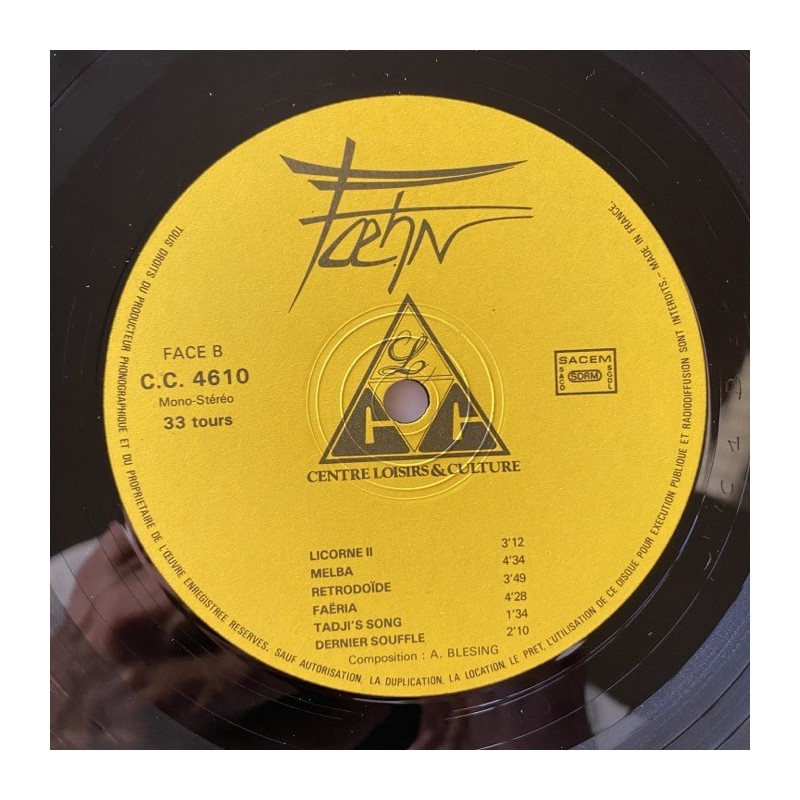 Fœhn
FACE B
C.C. 4610
Mono-Stéréo
33 tours
L
C C
CENTRE LOISIRS & CULTURE
SACEM
SACD
SDRM
SGDL
LICORNE II 3'12
MELBA 4'34
RETRODOÏDE 3'49
FAËRIA 4'28
TADJI'S SONG 1'34
DERNIER SOUFFLE 2'10
Composition : A. BLESING
TOUS DROITS DU PRODUCTEUR PHONOGRAPHIQUE ET DU PROPRIETAIRE DE L'ŒUVRE ENREGISTREE RESERVES. SAUF AUTORISATION, LA DUPLICATION, LA LOCATION, LE PRET, L'UTILISATION DE CE DISQUE POUR EXECUTION PUBLIQUE ET RADIODIFFUSION SONT INTERDITS. - MADE IN FRANCE.